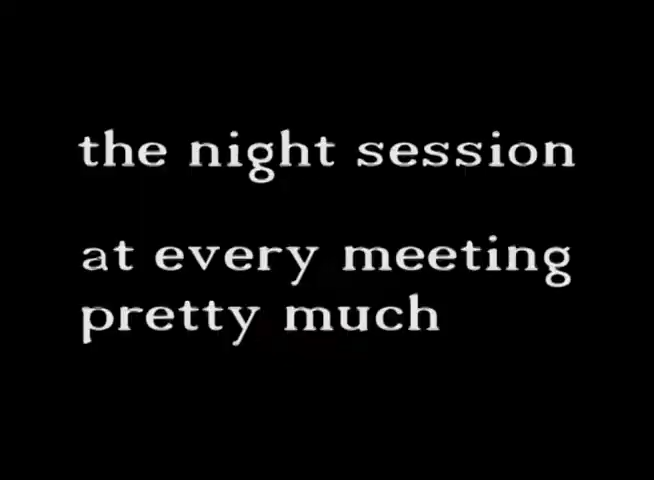 the night session
at every meeting
pretty much